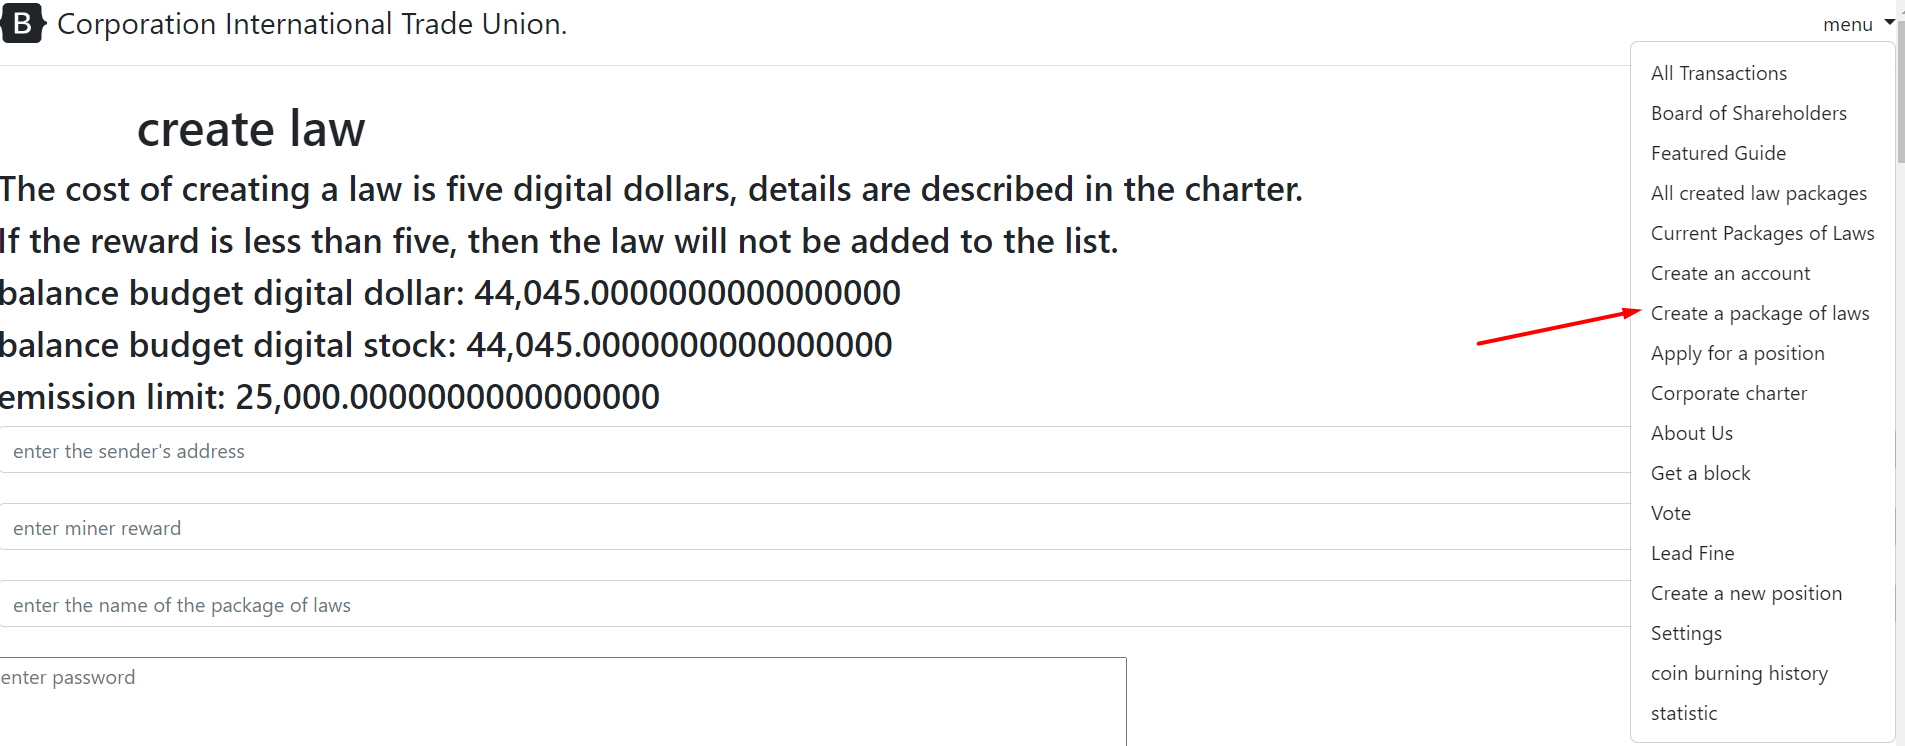 B Corporation International Trade Union.
menu
create law
The cost of creating a law is five digital dollars, details are described in the charter.
If the reward is less than five, then the law will not be added to the list.
balance budget digital dollar: 44,045.0000000000000000
balance budget digital stock: 44,045.0000000000000000
emission limit: 25,000.0000000000000000
enter the sender's address
enter miner reward
enter the name of the package of laws
enter password
All Transactions
Board of Shareholders
Featured Guide
All created law packages
Current Packages of Laws
Create an account
Create a package of laws
Apply for a position
Corporate charter
About Us
Get a block
Vote
Lead Fine
Create a new position
Settings
coin burning history
statistic